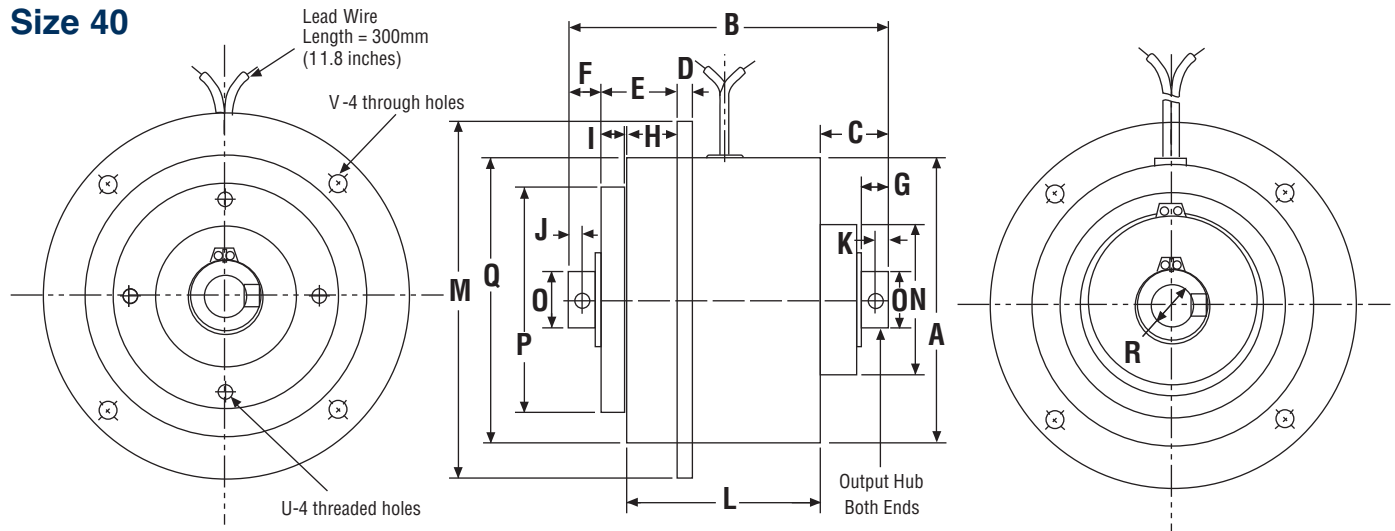 Size 40
Lead Wire
Length = 300mm
(11.8 inches)
V-4 through holes
U-4 threaded holes
B
F
E
D
I
H
C
G
J
K
Q
M
O
P
O
N
A
L
Output Hub
Both Ends
R